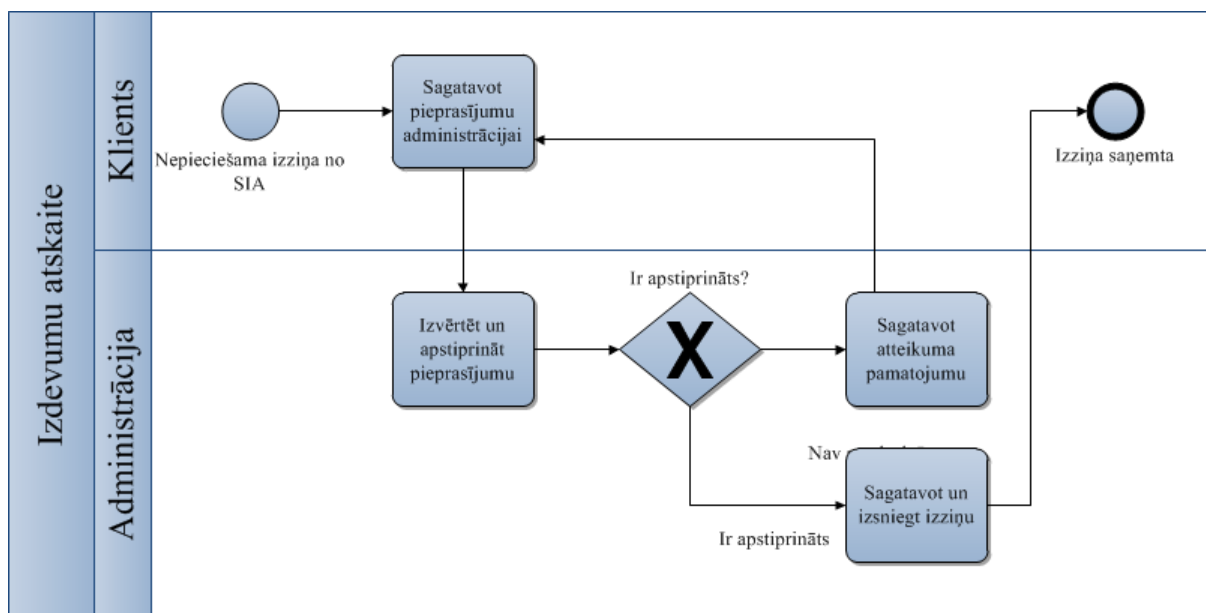 Izdevumu atskaite
Klients
Administrācija
Nepieciešama izziņa no
SIA
Sagatavot
pieprasījumu
administrācijai
Izziņa saņemta
Izvērtēt un
apstiprināt
pieprasījumu
Ir apstiprināts?
X
Sagatavot
atteikuma
pamatojumu
Nav
Sagatavot un
izsniegt izziņu
Ir apstiprināts